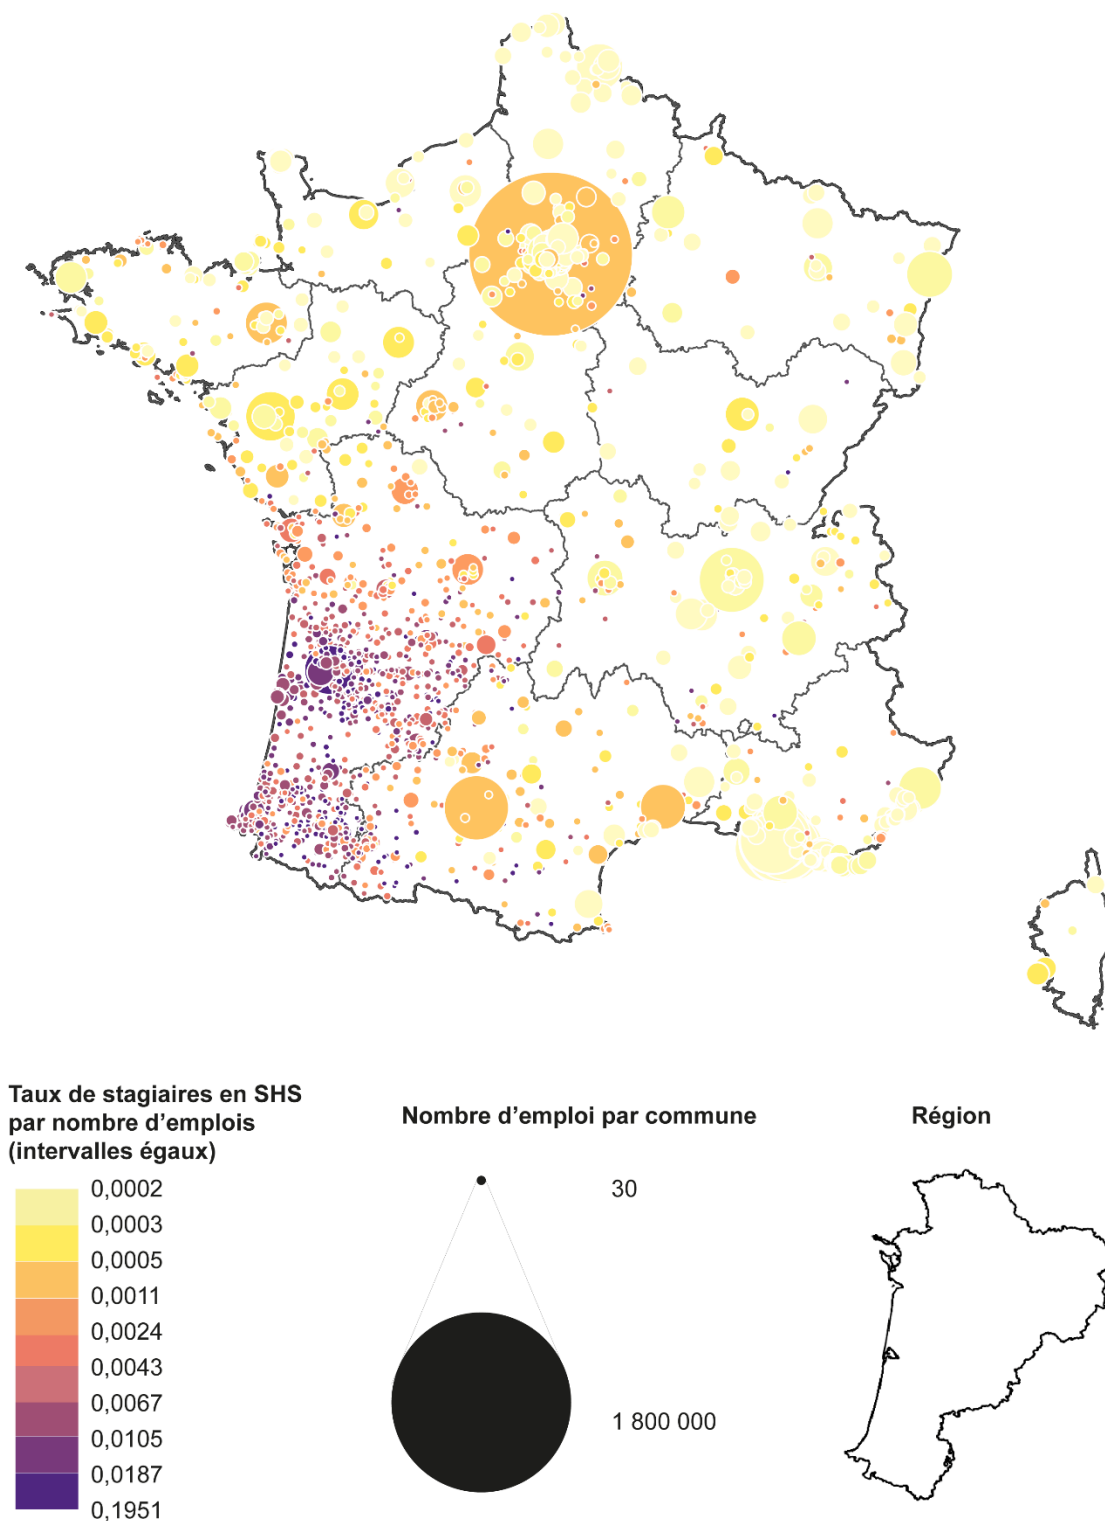 Taux de stagiaires en SHS
par nombre d'emplois
(intervalles égaux)
0,0002
0,0003
0,0005
0,0011
0,0024
0,0043
0,0067
0,0105
0,0187
0,1951
Nombre d'emploi par commune
30
1 800 000
Région